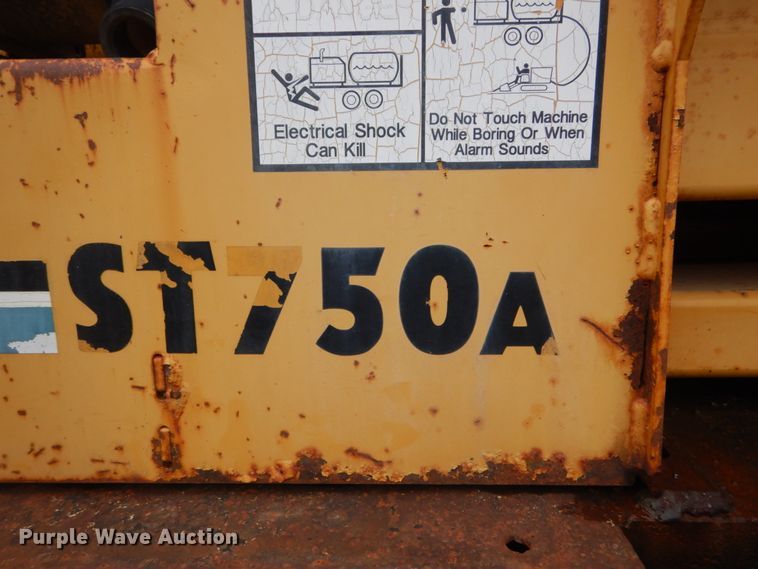 Electrical Shock
Can Kill
Do Not Touch Machine
While Boring Or When
Alarm Sounds
ST750A
Purple Wave Auction